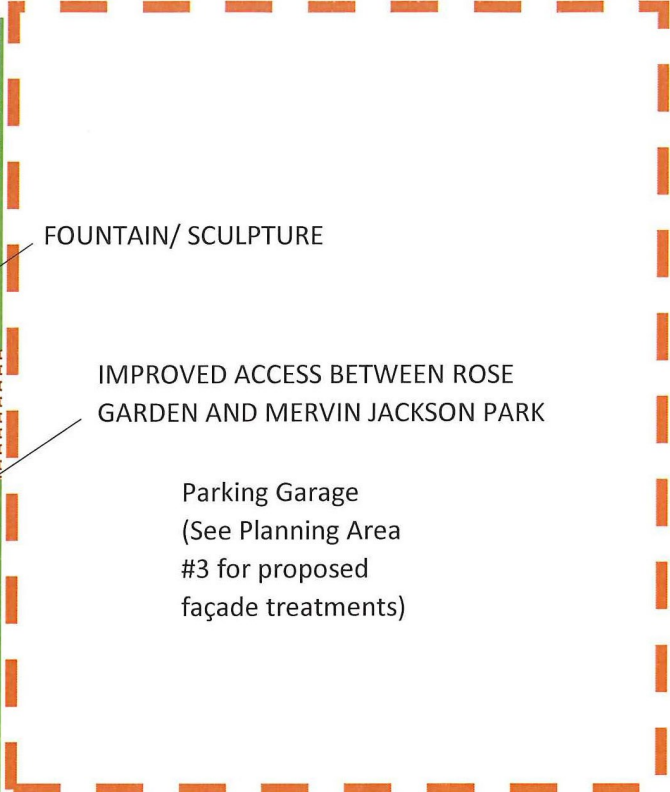 FOUNTAIN/ SCULPTURE
IMPROVED ACCESS BETWEEN ROSE
GARDEN AND MERVIN JACKSON PARK
Parking Garage
(See Planning Area
#3 for proposed
façade treatments)